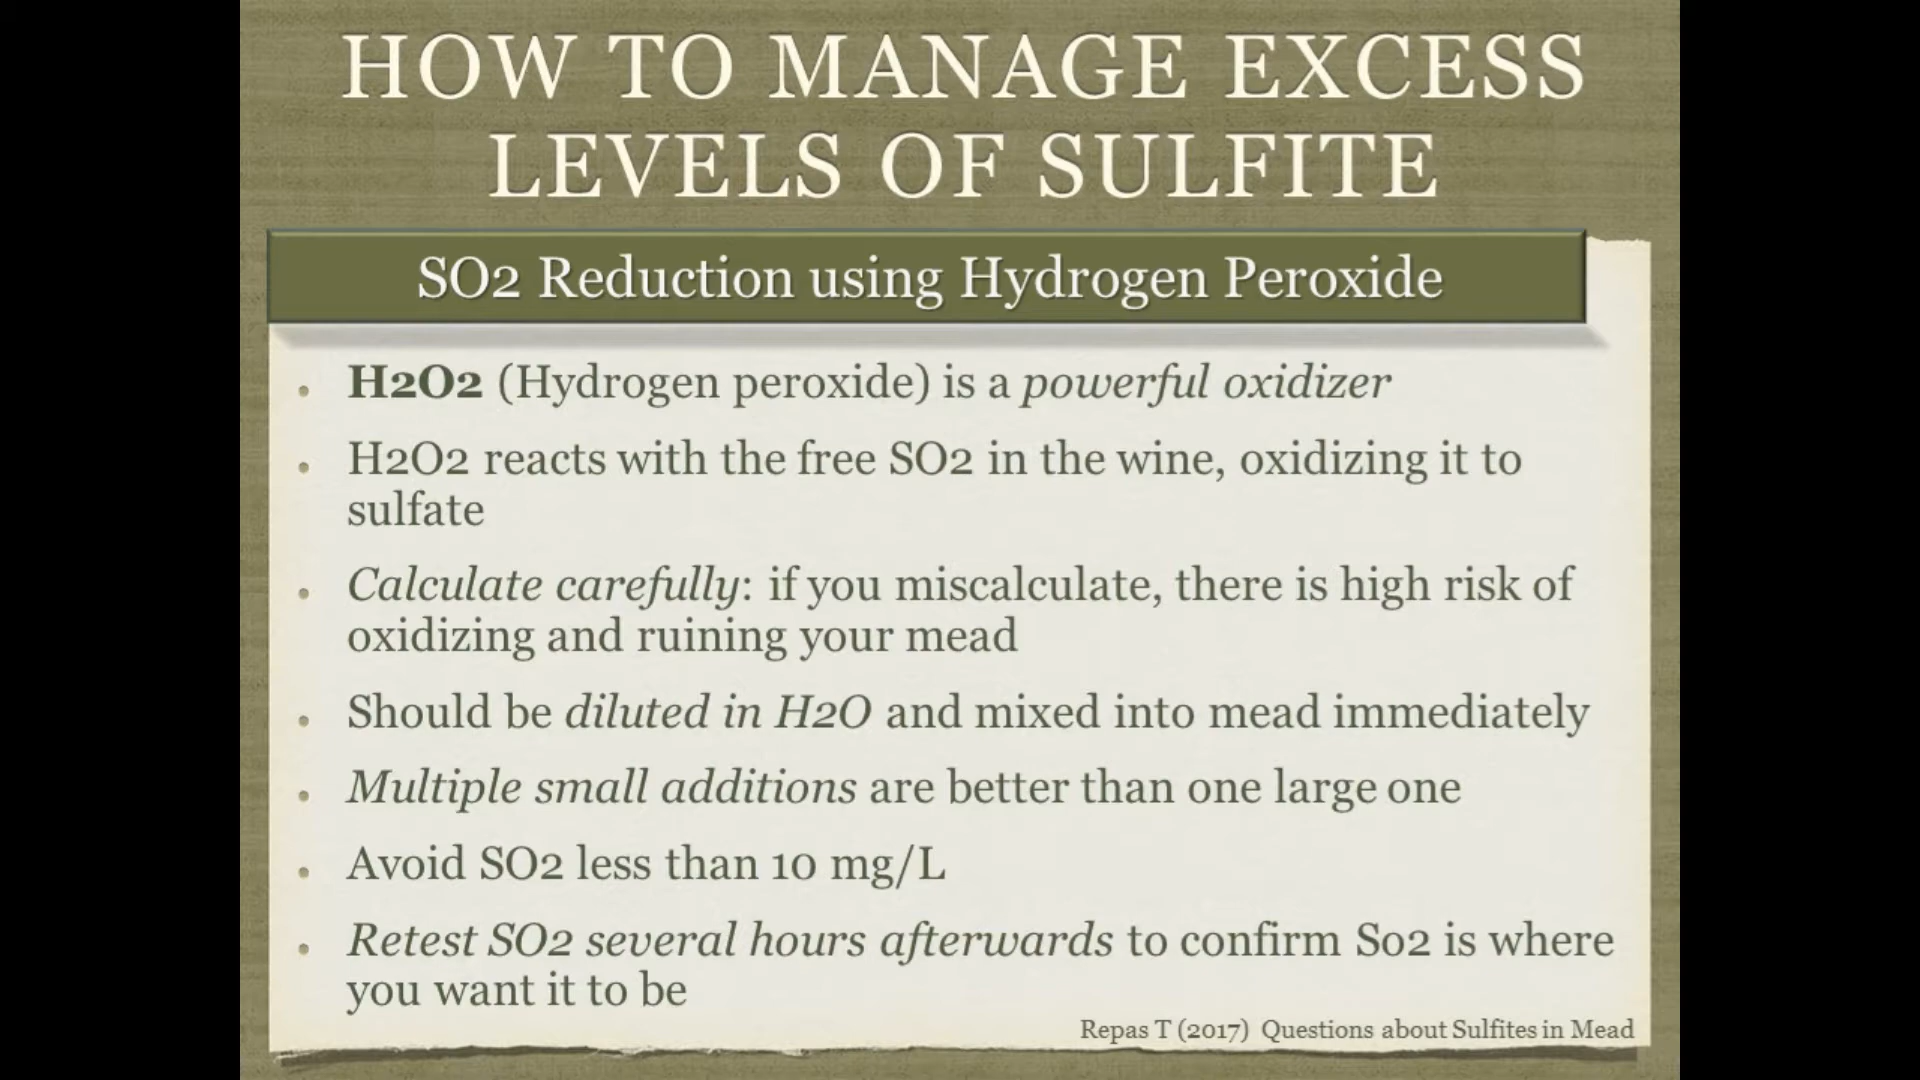 HOW TO MANAGE EXCESS
LEVELS OF SULFITE
SO2 Reduction using Hydrogen Peroxide
• H2O2 (Hydrogen peroxide) is a powerful oxidizer
• H2O2 reacts with the free SO2 in the wine, oxidizing it to
sulfate
• Calculate carefully: if you miscalculate, there is high risk of
oxidizing and ruining your mead
• Should be diluted in H2O and mixed into mead immediately
• Multiple small additions are better than one large one
• Avoid SO2 less than 10 mg/L
• Retest SO2 several hours afterwards to confirm So2 is where
you want it to be
Repas T (2017) Questions about Sulfites in Mead